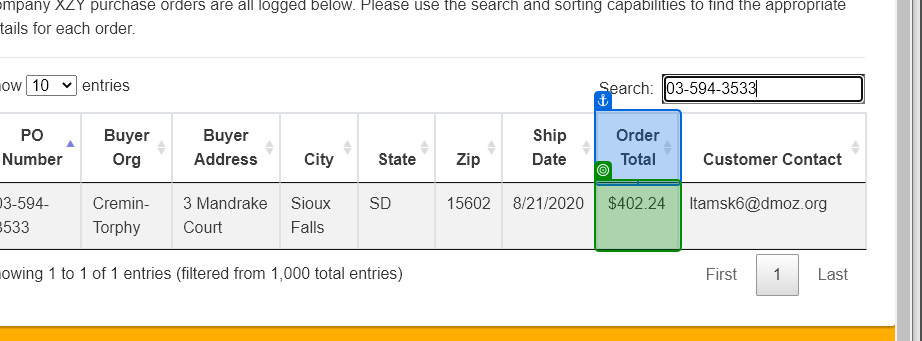 ompany XZY purchase orders are all logged below. Please use the search and sorting capabilities to find the appropriate
tails for each order.
ow 10 entries Search: 03-594-3533
PO Number Buyer Org Buyer Address City State Zip Ship Date Order Total Customer Contact
03-594-3533 Cremin-Torphy 3 Mandrake Court Sioux Falls SD 15602 8/21/2020 $402.24 ltamsk6@dmoz.org
owing 1 to 1 of 1 entries (filtered from 1,000 total entries) First 1 Last